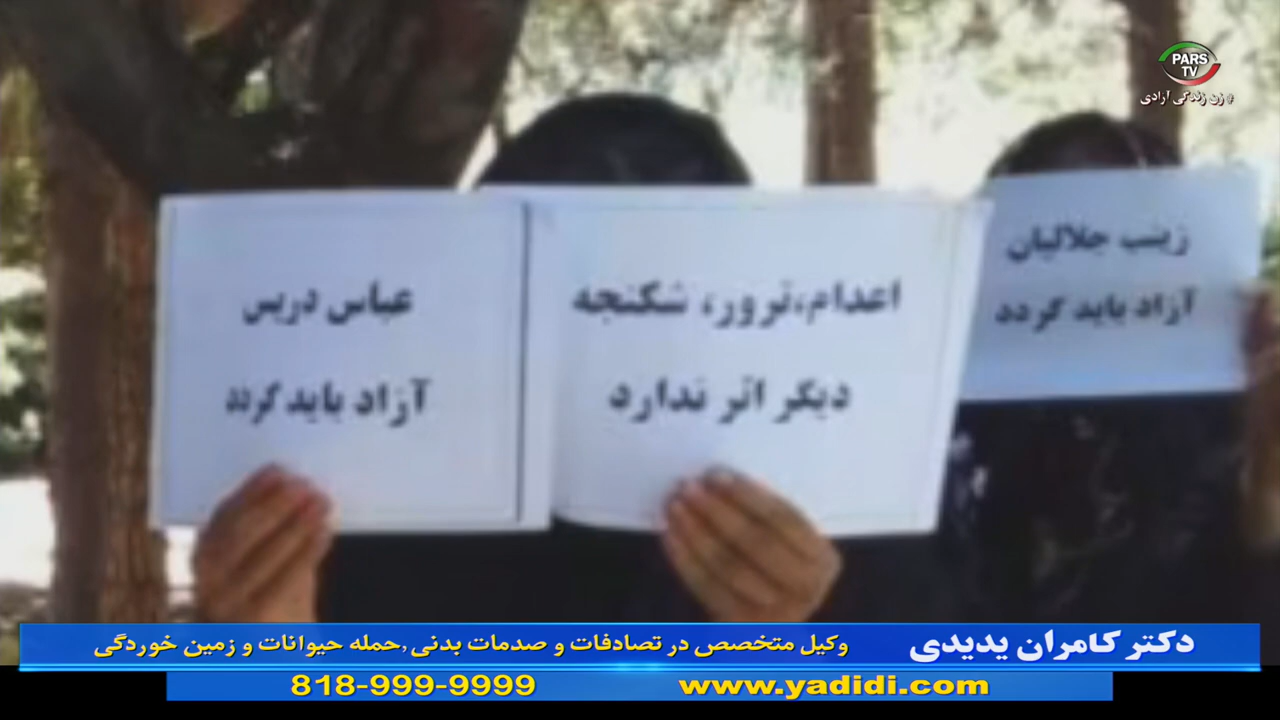 PARS
TV
# زن زندگی آزادی
زینب جلالیان
آزاد باید گردد
اعدام،ترور، شکنجه
دیگر اثر ندارد
عباس دریس
آزاد باید گردد
دکتر کامران یدیدی
وکیل متخصص در تصادفات و صدمات بدنی,حمله حیوانات و زمین خوردگی
818-999-9999
www.yadidi.com